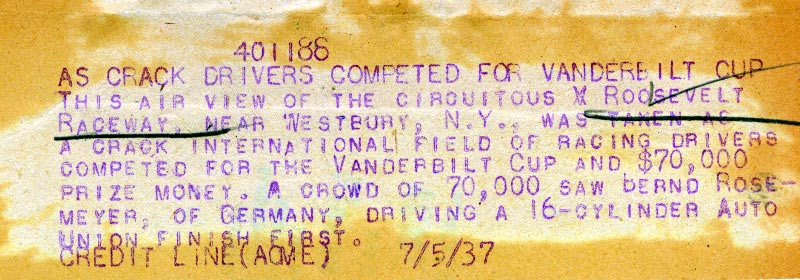 401188
AS CRACK DRIVERS COMPETED FOR VANDERBILT CUP
THIS AIR VIEW OF THE CIRCUITOUS X ROOSEVELT
RACEWAY, NEAR WESTBURY, N.Y., WAS TAKEN AS
A CRACK INTERNATIONAL FIELD OF RACING DRIVERS
COMPETED FOR THE VANDERBILT CUP AND $70,000
PRIZE MONEY. A CROWD OF 70,000 SAW BERND ROSE-
MEYER, OF GERMANY, DRIVING A 16-CYLINDER AUTO
UNION FINISH FIRST.
CREDIT LINE(ACME) 7/5/37